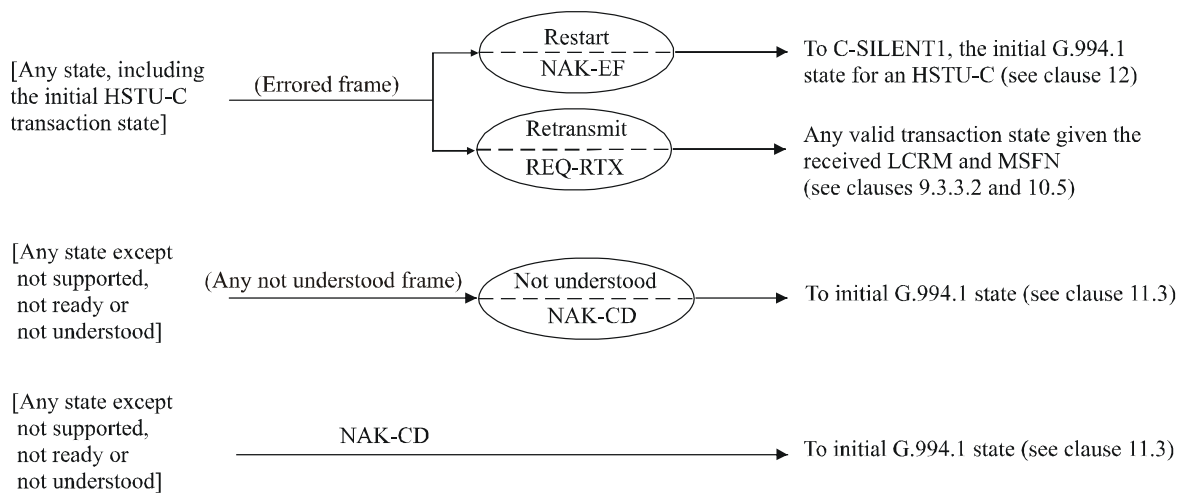 Restart
NAK-EF
To C-SILENT1, the initial G.994.1
state for an HSTU-C (see clause 12)
[Any state, including
the initial HSTU-C
transaction state]
(Errored frame)
Retransmit
REQ-RTX
Any valid transaction state given the
received LCRM and MSFN
(see clauses 9.3.3.2 and 10.5)
[Any state except
not supported,
not ready or
not understood]
(Any not understood frame)
Not understood
NAK-CD
To initial G.994.1 state (see clause 11.3)
[Any state except
not supported,
not ready or
not understood]
NAK-CD
To initial G.994.1 state (see clause 11.3)